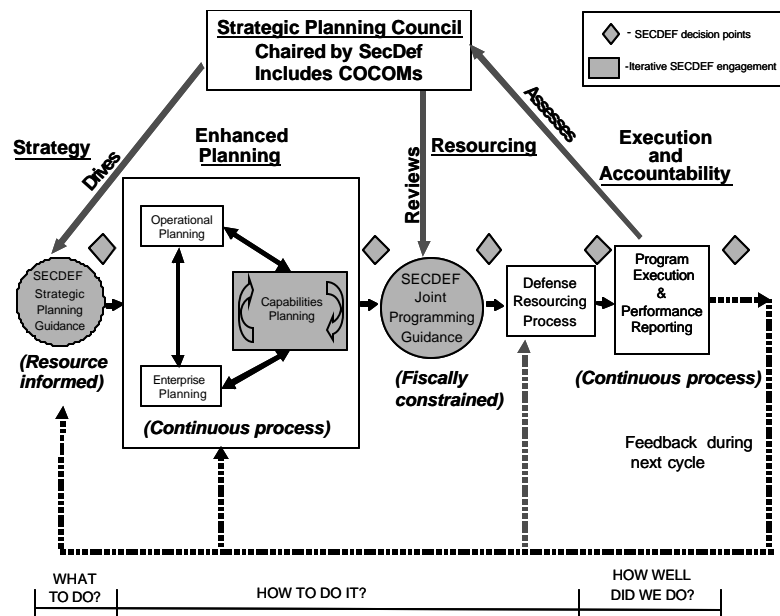 Strategic Planning Council
Chaired by SecDef
Includes COCOMs
- SECDEF decision points
-Iterative SECDEF engagement
Strategy
Drives
Enhanced
Planning
Reviews
Resourcing
Assesses
Execution
and
Accountability
SECDEF
Strategic
Planning
Guidance
(Resource
informed)
Operational
Planning
Capabilities
Planning
Enterprise
Planning
(Continuous process)
SECDEF
Joint
Programming
Guidance
(Fiscally
constrained)
Defense
Resourcing
Process
Program
Execution
&
Performance
Reporting
(Continuous process)
Feedback during
next cycle
WHAT
TO DO?
HOW TO DO IT?
HOW WELL
DID WE DO?